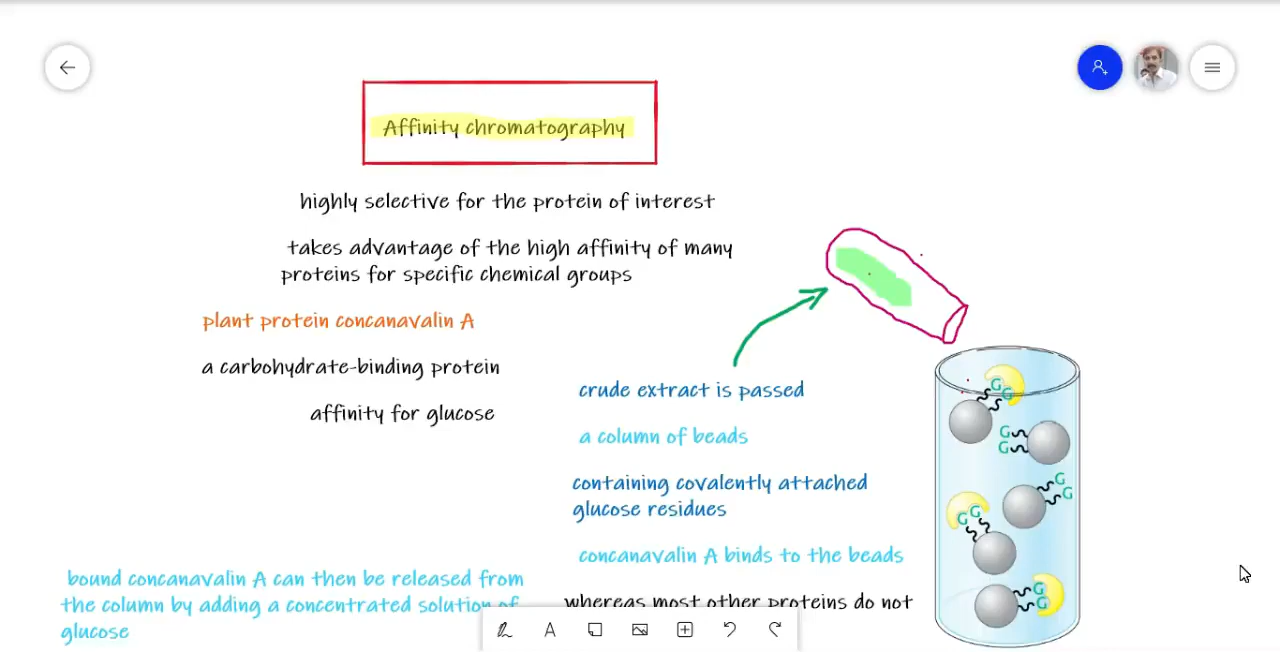 Affinity chromatography
highly selective for the protein of interest
takes advantage of the high affinity of many
proteins for specific chemical groups
plant protein concanavalin A
a carbohydrate-binding protein
affinity for glucose
crude extract is passed
a column of beads
containing covalently attached
glucose residues
concanavalin A binds to the beads
whereas most other proteins do not
bound concanavalin A can then be released from
the column by adding a concentrated solution of
glucose
G
G
G
G
G
G
G G
G
G
A